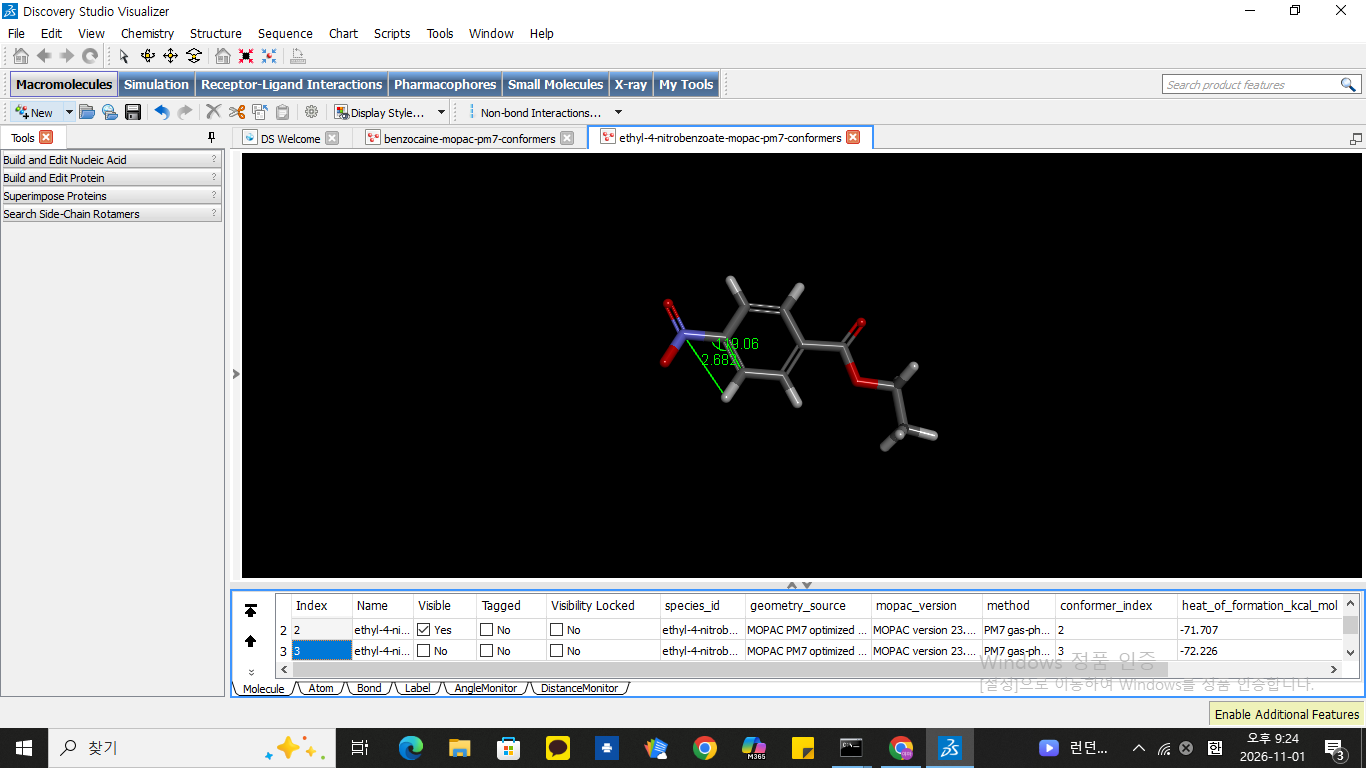 Discovery Studio Visualizer
File Edit View Chemistry Structure Sequence Chart Scripts Tools Window Help
Macromolecules Simulation Receptor-Ligand Interactions Pharmacophores Small Molecules X-ray My Tools Search product features
New Display Style... Non-bond Interactions...
Tools DS Welcome benzocaine-mopac-pm7-conformers ethyl-4-nitrobenzoate-mopac-pm7-conformers
Build and Edit Nucleic Acid ?
Build and Edit Protein ?
Superimpose Proteins ?
Search Side-Chain Rotamers ?
119.06
2.682
Index Name Visible Tagged Visibility Locked species_id geometry_source mopac_version method conformer_index heat_of_formation_kcal_mol
2 2 ethyl-4-ni... Yes No No ethyl-4-nitrob... MOPAC PM7 optimized ... MOPAC version 23.... PM7 gas-ph... 2 -71.707
3 3 ethyl-4-ni... No No No ethyl-4-nitrob... MOPAC PM7 optimized ... MOPAC version 23.... PM7 gas-ph... 3 -72.226
Windows 정품 인증
[설정]으로 이동하여 Windows를 정품 인증합니다.
Molecule Atom Bond Label AngleMonitor DistanceMonitor
Enable Additional Features
찾기 M365 런던... 한 오후 9:24
2026-11-01 3